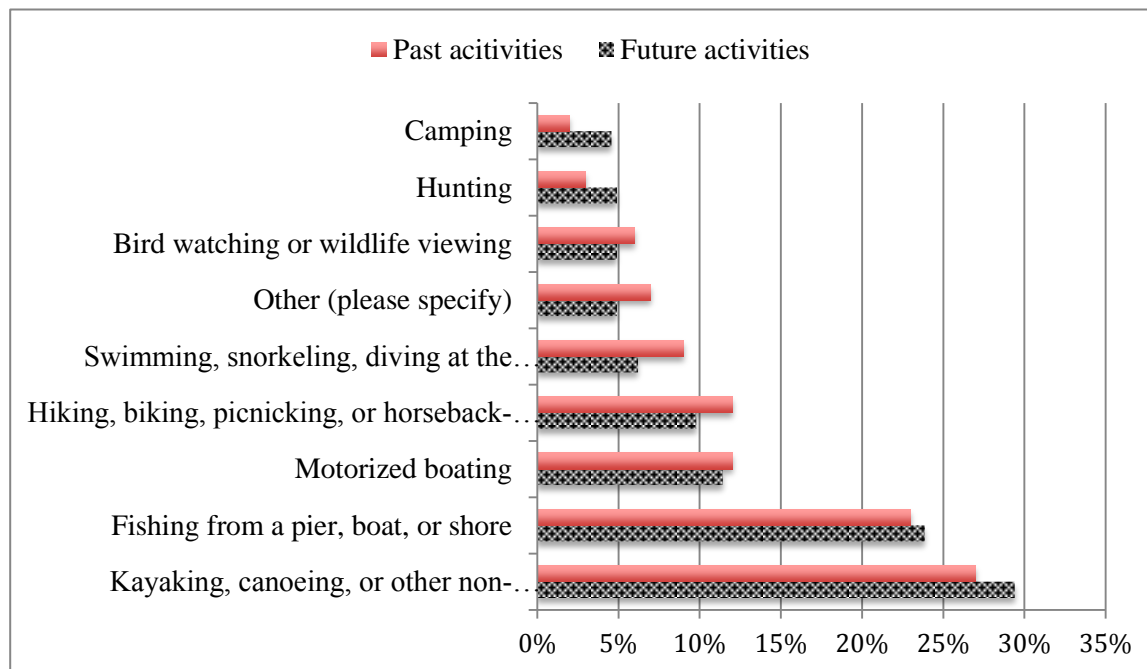 Past acitivities Future activities
Camping
Hunting
Bird watching or wildlife viewing
Other (please specify)
Swimming, snorkeling, diving at the…
Hiking, biking, picnicking, or horseback-…
Motorized boating
Fishing from a pier, boat, or shore
Kayaking, canoeing, or other non-…
0% 5% 10% 15% 20% 25% 30% 35%